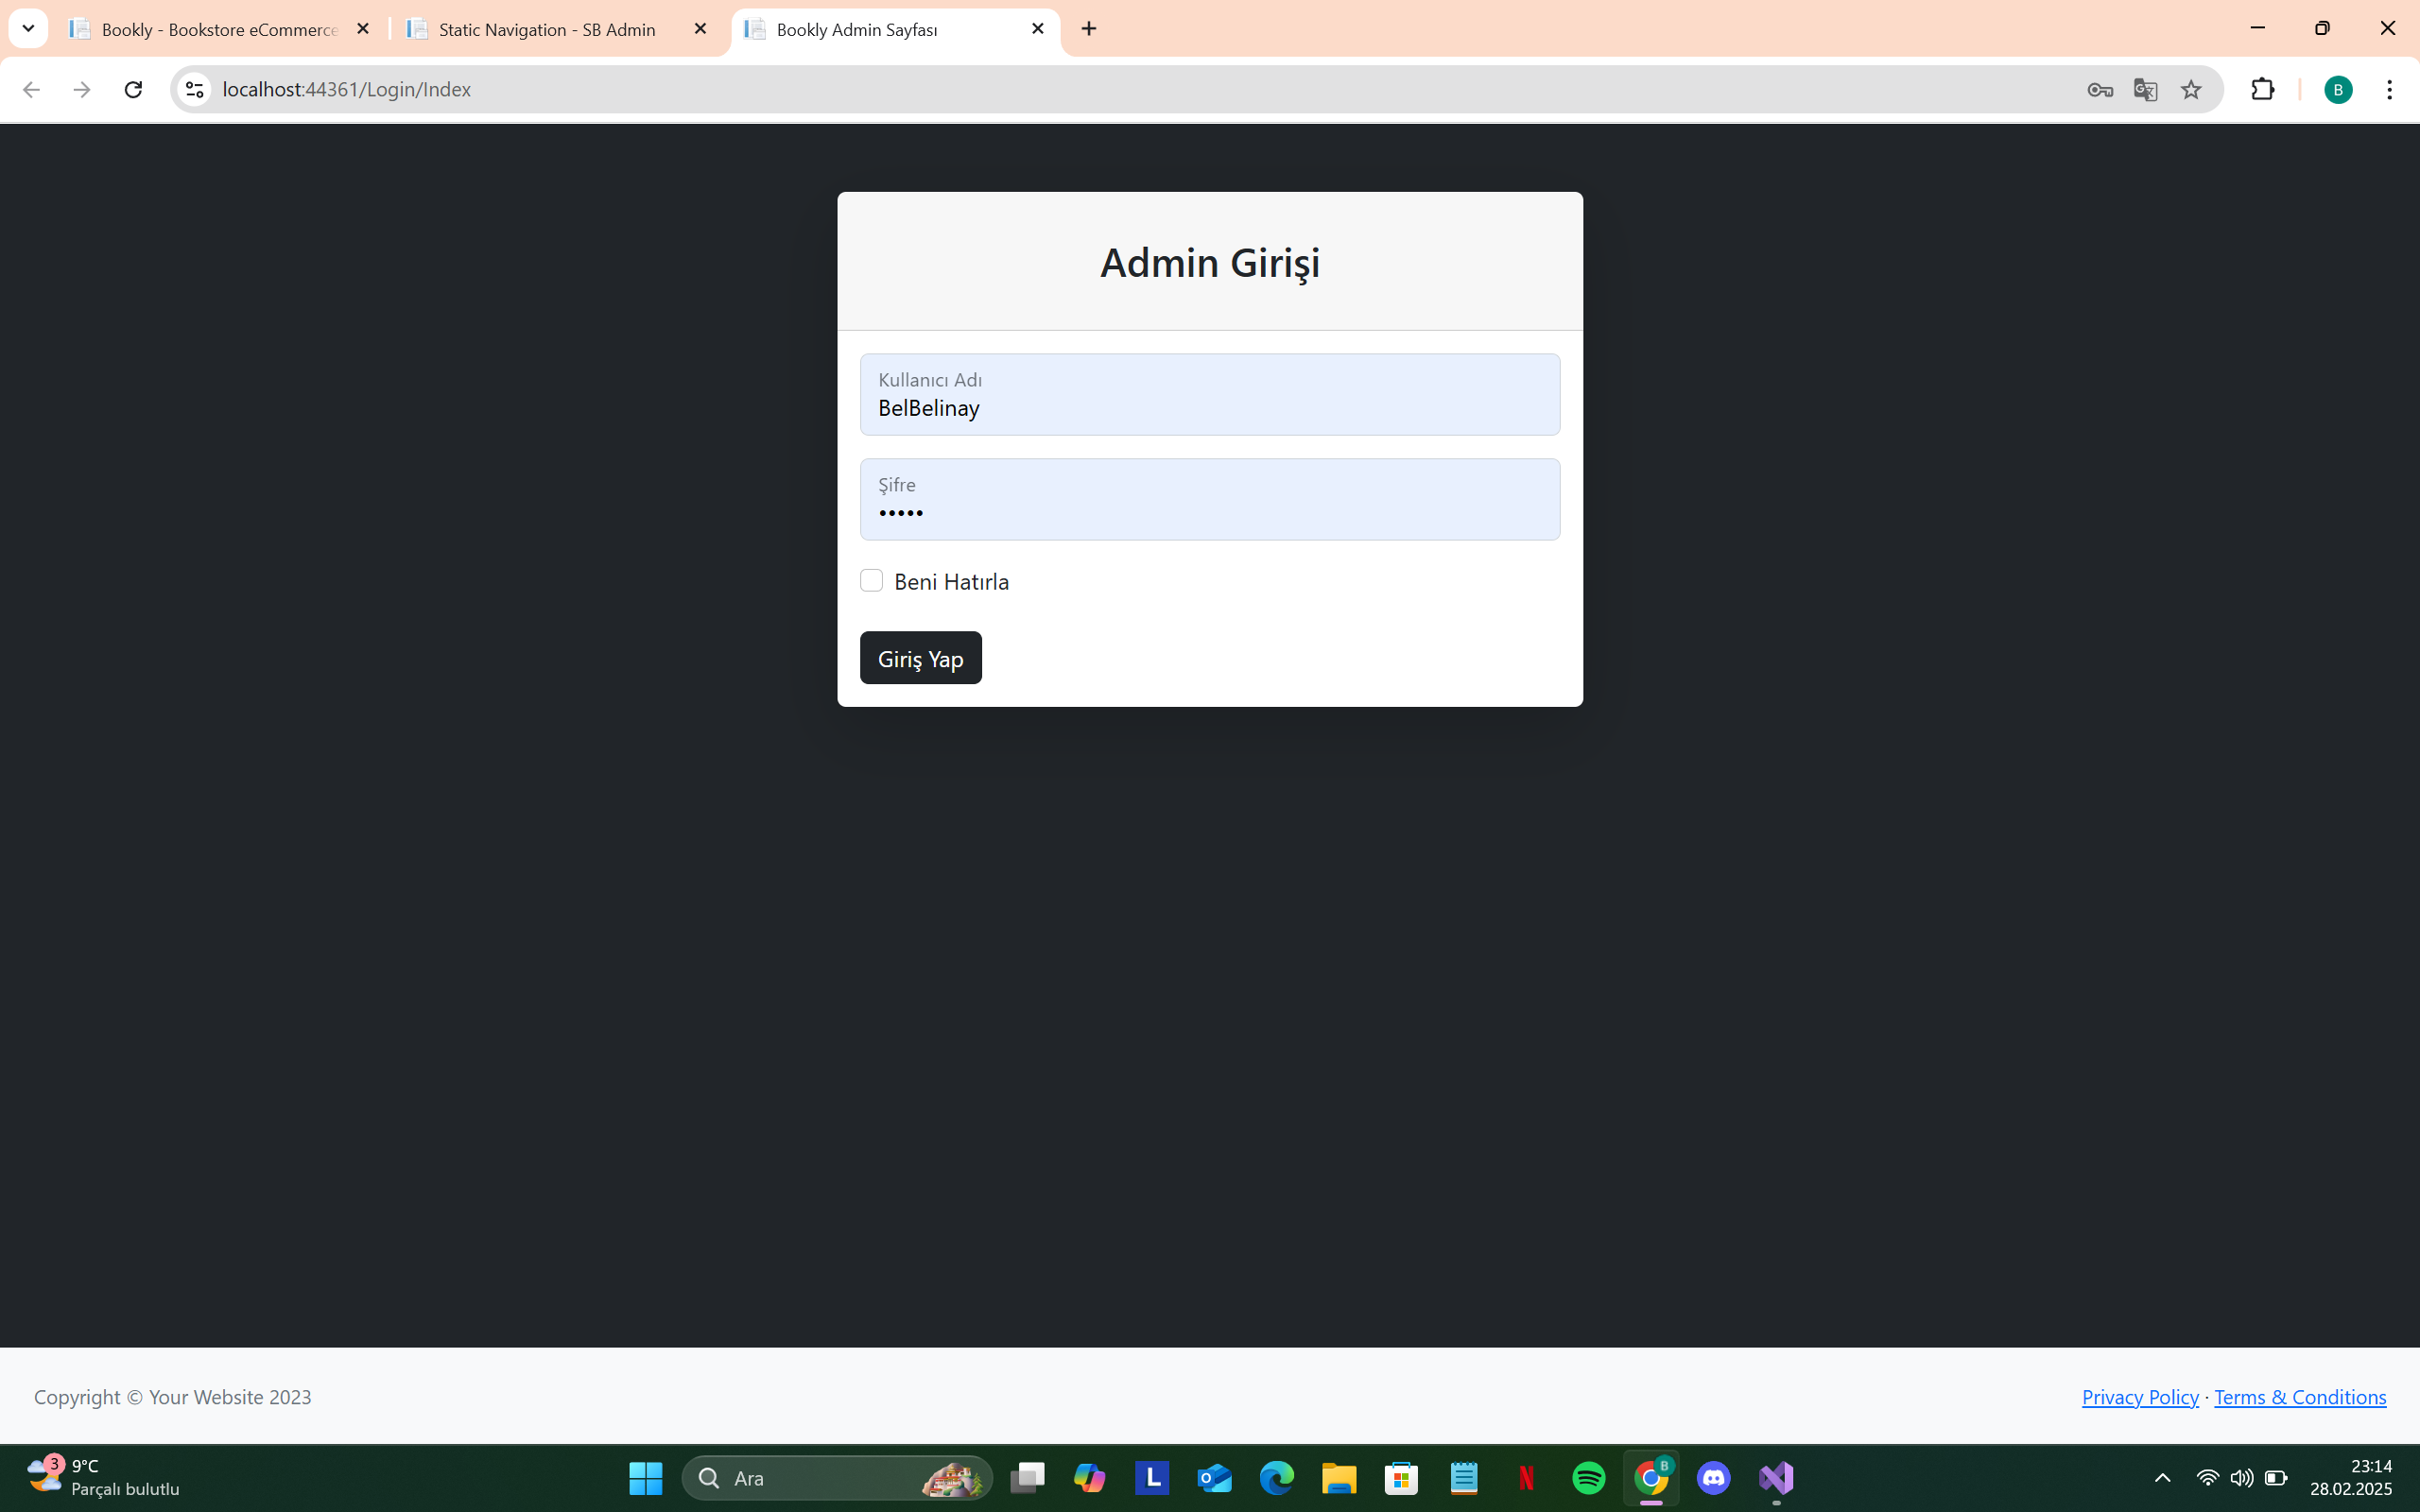 Bookly - Bookstore eCommerce
Static Navigation - SB Admin
Bookly Admin Sayfası
localhost:44361/Login/Index
B
Admin Girişi
Kullanıcı Adı
BelBelinay
Şifre
•••••
Beni Hatırla
Giriş Yap
Copyright © Your Website 2023
Privacy Policy · Terms & Conditions
3
9°C
Parçalı bulutlu
Ara
L
N
B
23:14
28.02.2025